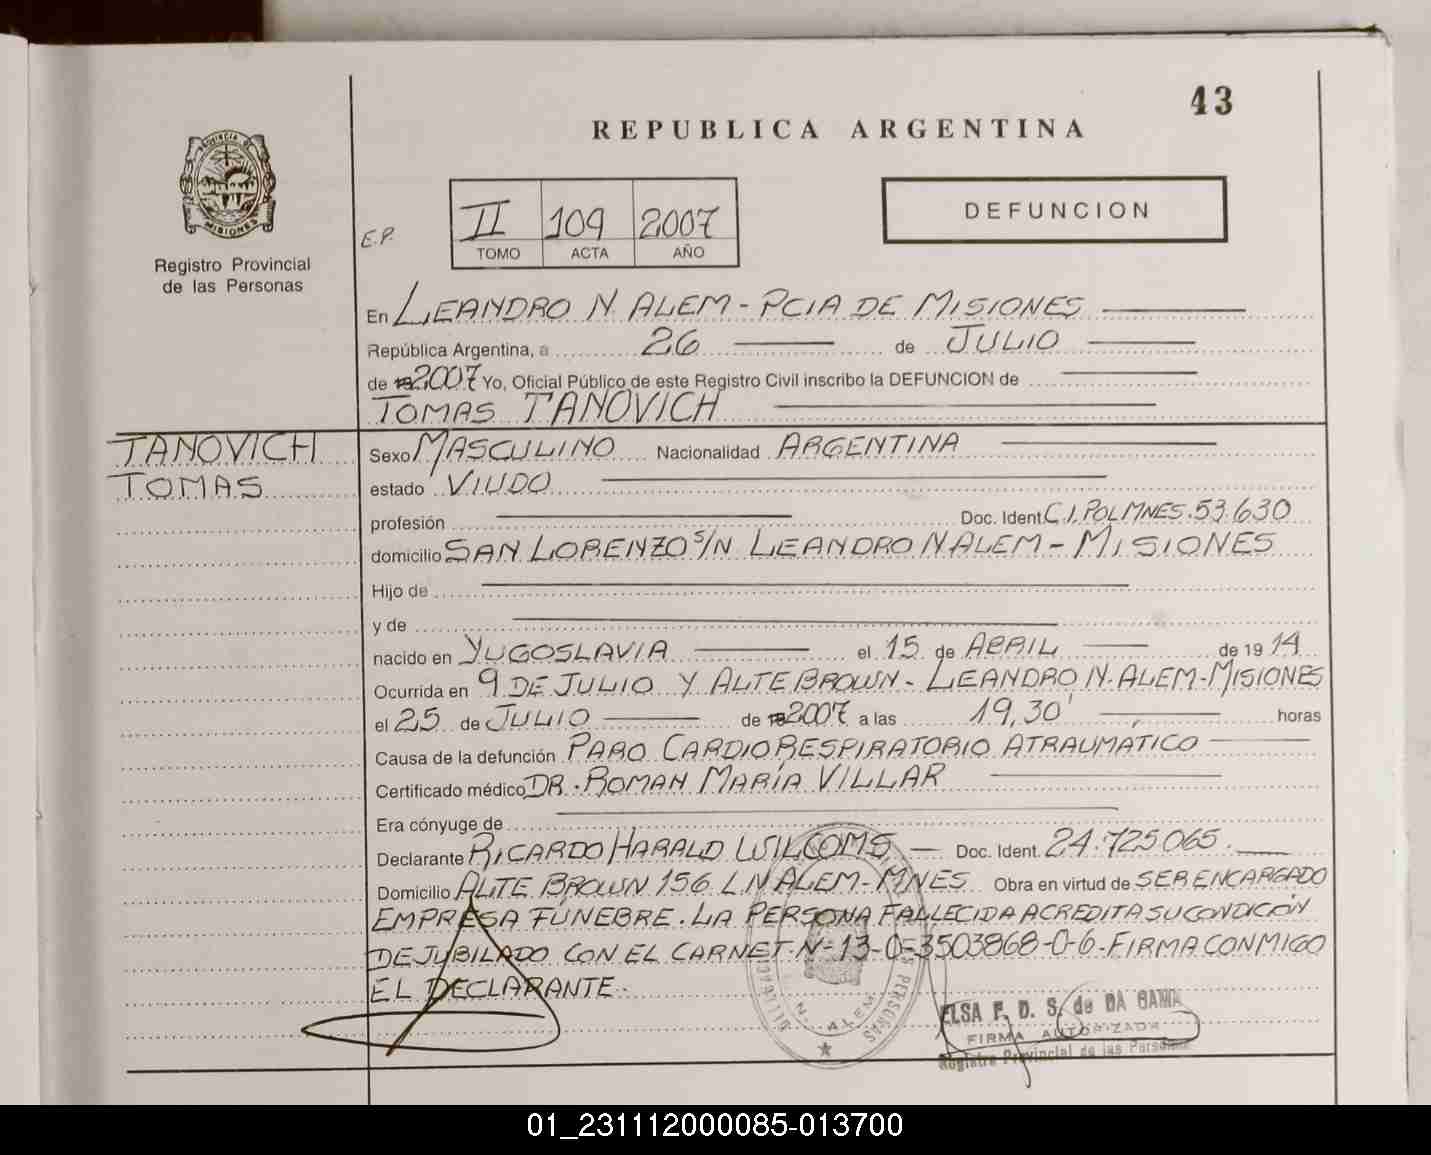 43
REPUBLICA ARGENTINA
PROVINCIA DE
MISIONES
Registro Provincial
de las Personas
E.P.
II 109 2007
TOMO ACTA AÑO
DEFUNCION
En LEANDRO N ALEM - PCIA DE MISIONES
República Argentina, a 26 de JULIO
de 2007 Yo, Oficial Público de este Registro Civil inscribo la DEFUNCION de
TOMAS TANOVICH
TANOVICH
TOMAS
Sexo MASCULINO Nacionalidad ARGENTINA
estado VIUDO
profesión Doc. Ident. C.I. POL MNES. 53.630
domicilio SAN LORENZO S/N LEANDRO N ALEM - MISIONES
Hijo de
y de
nacido en YUGOSLAVIA el 15 de ABRIL de 1914
Ocurrida en 9 DE JULIO Y ALTE BROWN - LEANDRO N. ALEM - MISIONES
el 25 de JULIO de 2007 a las 19,30' horas
Causa de la defunción PARO CARDIORESPIRATORIO ATRAUMATICO
Certificado médico DR. ROMAN MARÍA VILLAR
Era cónyuge de
Declarante RICARDO HARALD WILCOMS Doc. Ident. 24.725.065.
Domicilio ALTE BROWN 156 L N ALEM - MNES Obra en virtud de SER ENCARGADO
EMPRESA FÚNEBRE. LA PERSONA FALLECIDA ACREDITA SU CONDICIÓN
DE JUBILADO CON EL CARNET N- 13-0-3503868-0-6. FIRMA CONMIGO
EL DECLARANTE.
N. ALEM
ELSA F. D. S. de DA
FIRMA AUTORIZADA
Registro Provincial de las Personas
01_231112000085-013700